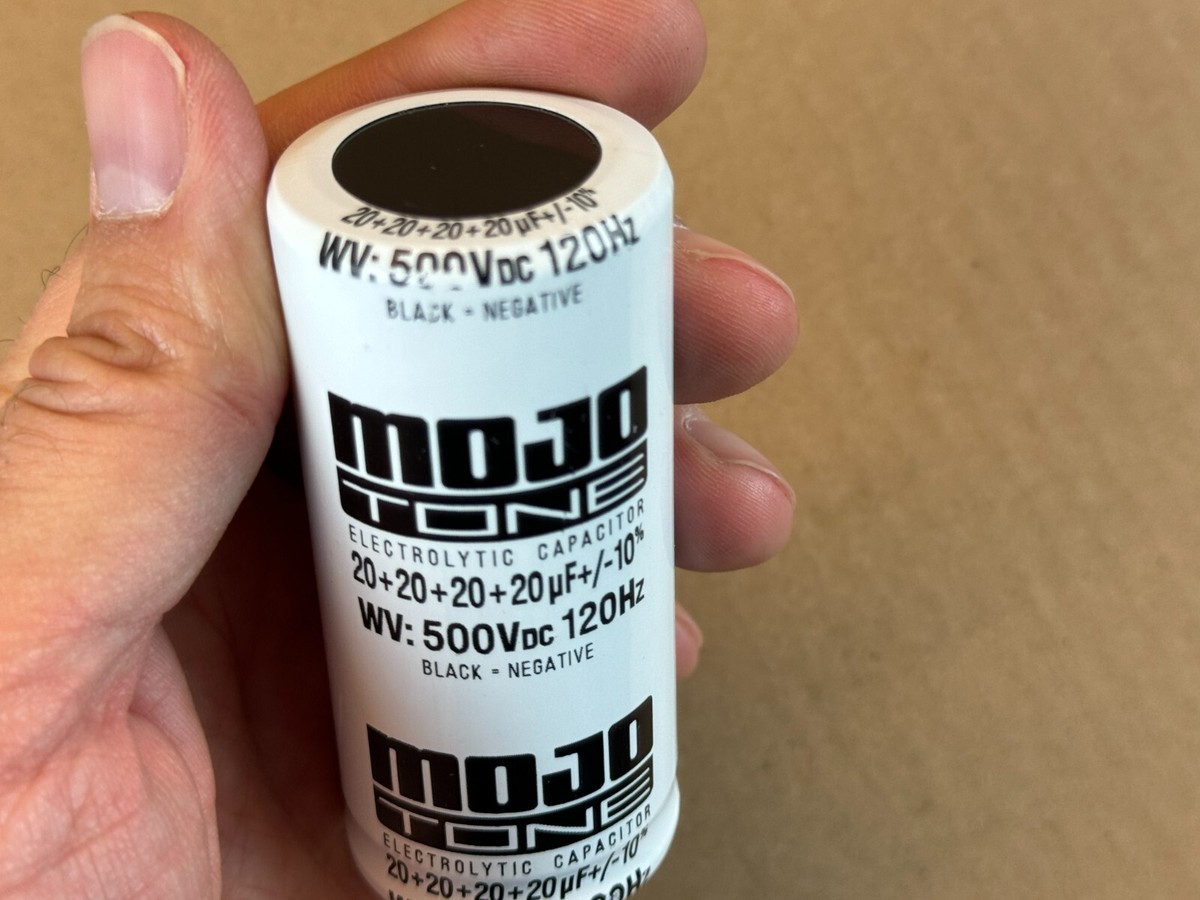 20+20+20+20µF+/-10%
WV: 500VDC 120Hz
BLACK = NEGATIVE
MOJO
TONE
ELECTROLYTIC CAPACITOR
20+20+20+20µF+/-10%
WV: 500VDC 120Hz
BLACK = NEGATIVE
MOJO
TONE
ELECTROLYTIC CAPACITOR
20+20+20+20µF+/-10%